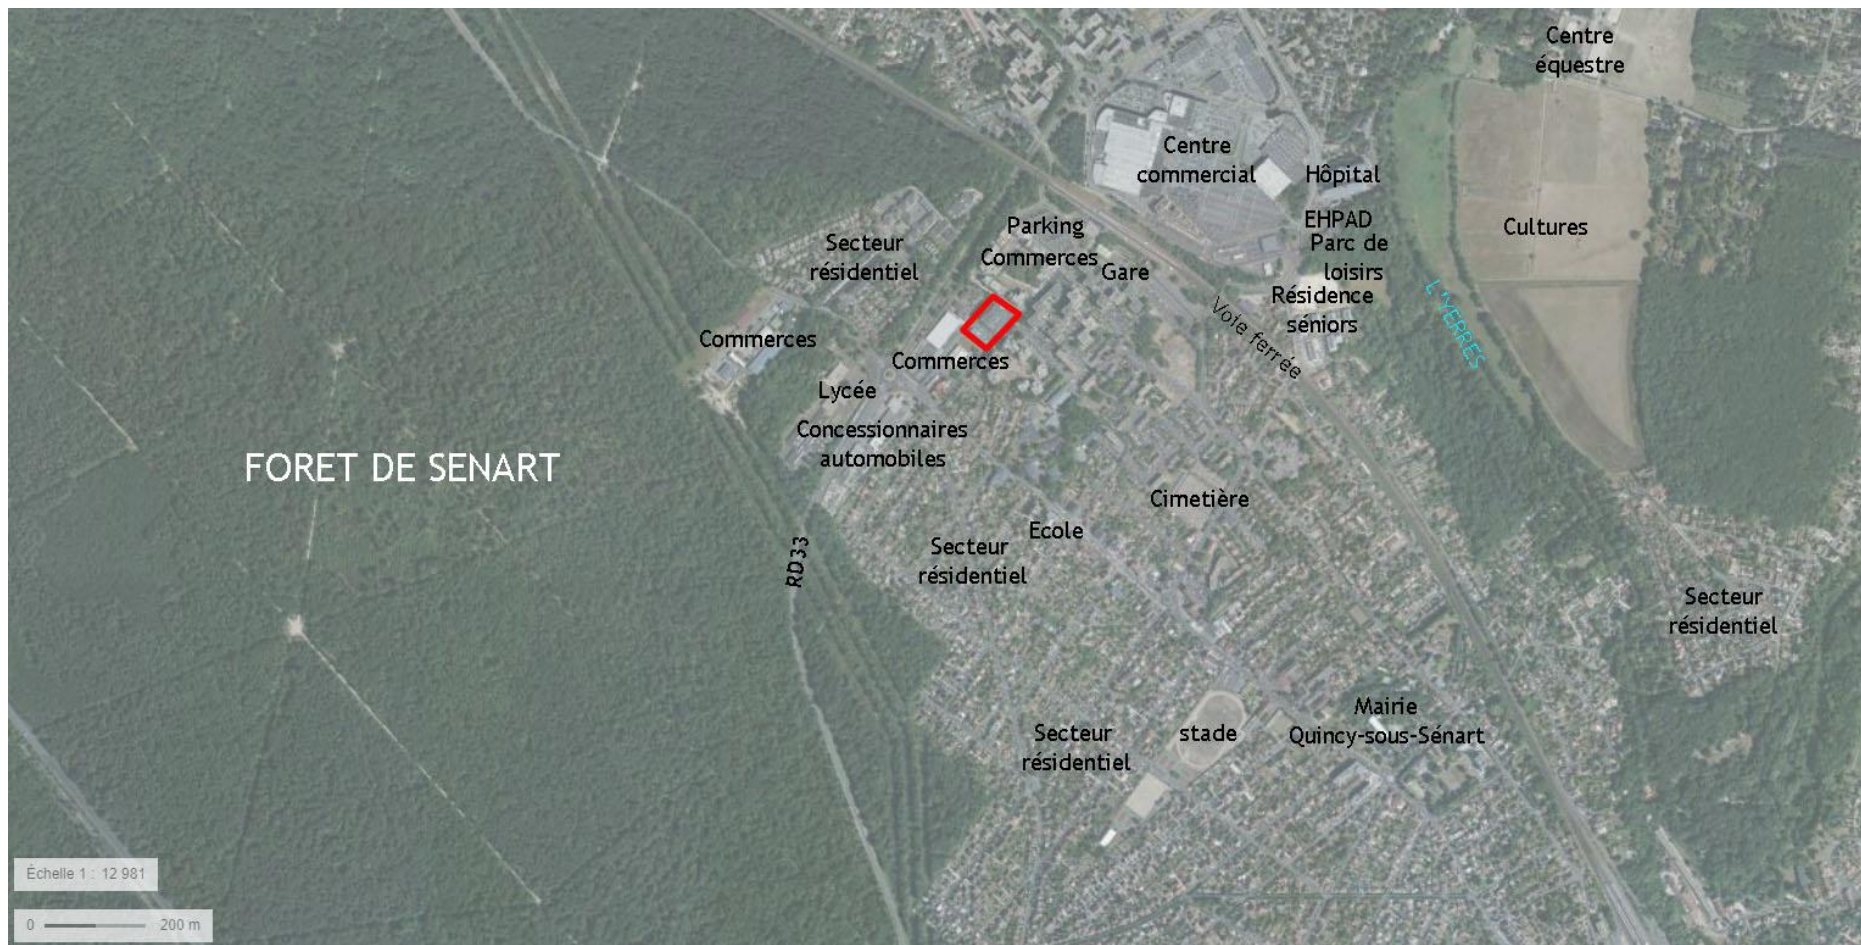 Centre
équestre
Centre
commercial
Hôpital
EHPAD
Parc de
loisirs
Cultures
Parking
Commerces
Gare
Secteur
résidentiel
Résidence
séniors
L'YERRES
Voie ferrée
Commerces
Commerces
Lycée
Concessionnaires
automobiles
FORET DE SENART
Cimetière
Ecole
Secteur
résidentiel
RD33
Secteur
résidentiel
Mairie
Quincy-sous-Sénart
stade
Secteur
résidentiel
Échelle 1 : 12 981
0 200 m